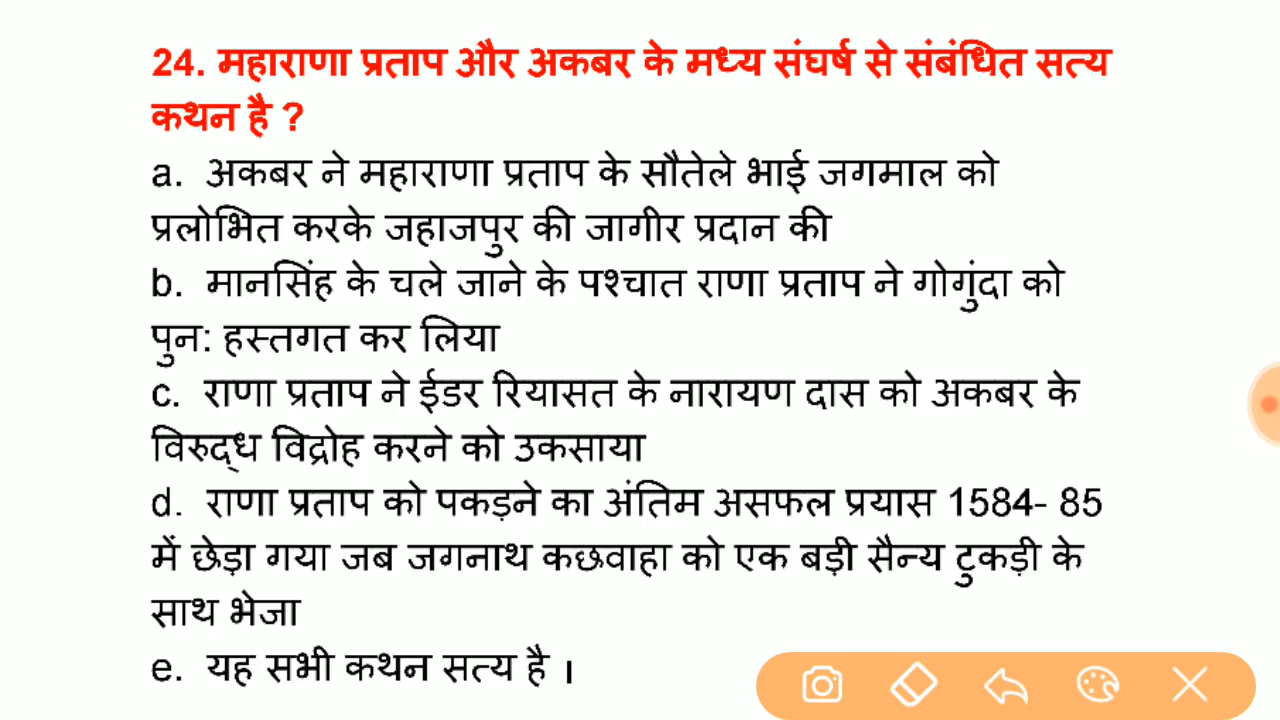 24. महाराणा प्रताप और अकबर के मध्य संघर्ष से संबंधित सत्य
कथन है ?
a. अकबर ने महाराणा प्रताप के सौतेले भाई जगमाल को
प्रलोभित करके जहाजपुर की जागीर प्रदान की
b. मानसिंह के चले जाने के पश्चात राणा प्रताप ने गोगुंदा को
पुन: हस्तगत कर लिया
c. राणा प्रताप ने ईडर रियासत के नारायण दास को अकबर के
विरुद्ध विद्रोह करने को उकसाया
d. राणा प्रताप को पकड़ने का अंतिम असफल प्रयास 1584- 85
में छेड़ा गया जब जगनाथ कछवाहा को एक बड़ी सैन्य टुकड़ी के
साथ भेजा
e. यह सभी कथन सत्य है ।